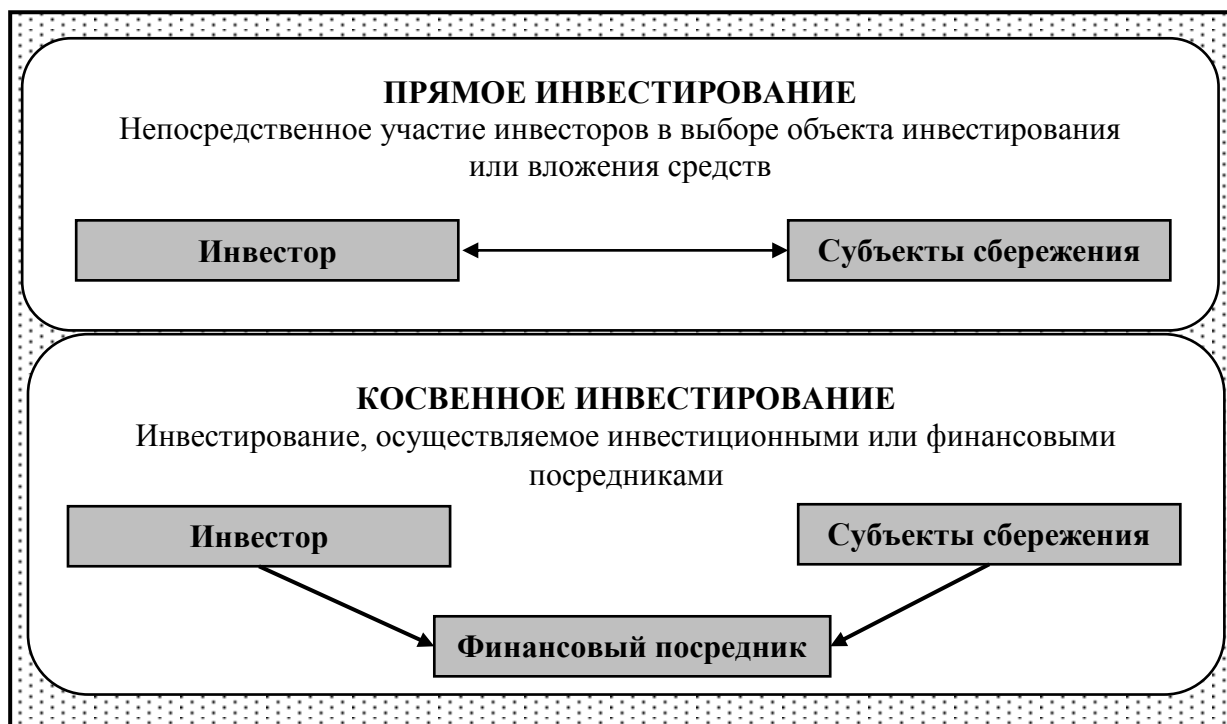 ПРЯМОЕ ИНВЕСТИРОВАНИЕ
Непосредственное участие инвесторов в выборе объекта инвестирования
или вложения средств
Инвестор
Субъекты сбережения
КОСВЕННОЕ ИНВЕСТИРОВАНИЕ
Инвестирование, осуществляемое инвестиционными или финансовыми
посредниками
Инвестор
Субъекты сбережения
Финансовый посредник